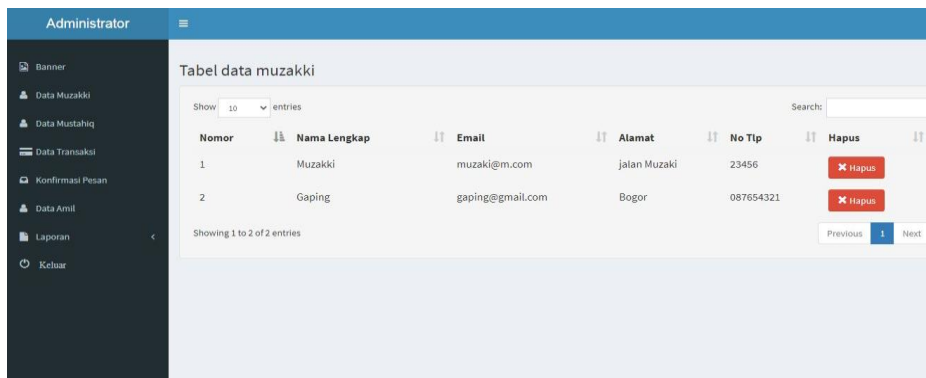 Administrator
Banner
Data Muzakki
Data Mustahiq
Data Transaksi
Konfirmasi Pesan
Data Amil
Laporan
Keluar
Tabel data muzakki
Show 10 entries Search:
Nomor Nama Lengkap Email Alamat No Tlp Hapus
1 Muzakki muzaki@m.com jalan Muzaki 23456 Hapus
2 Gaping gaping@gmail.com Bogor 087654321 Hapus
Showing 1 to 2 of 2 entries Previous 1 Next